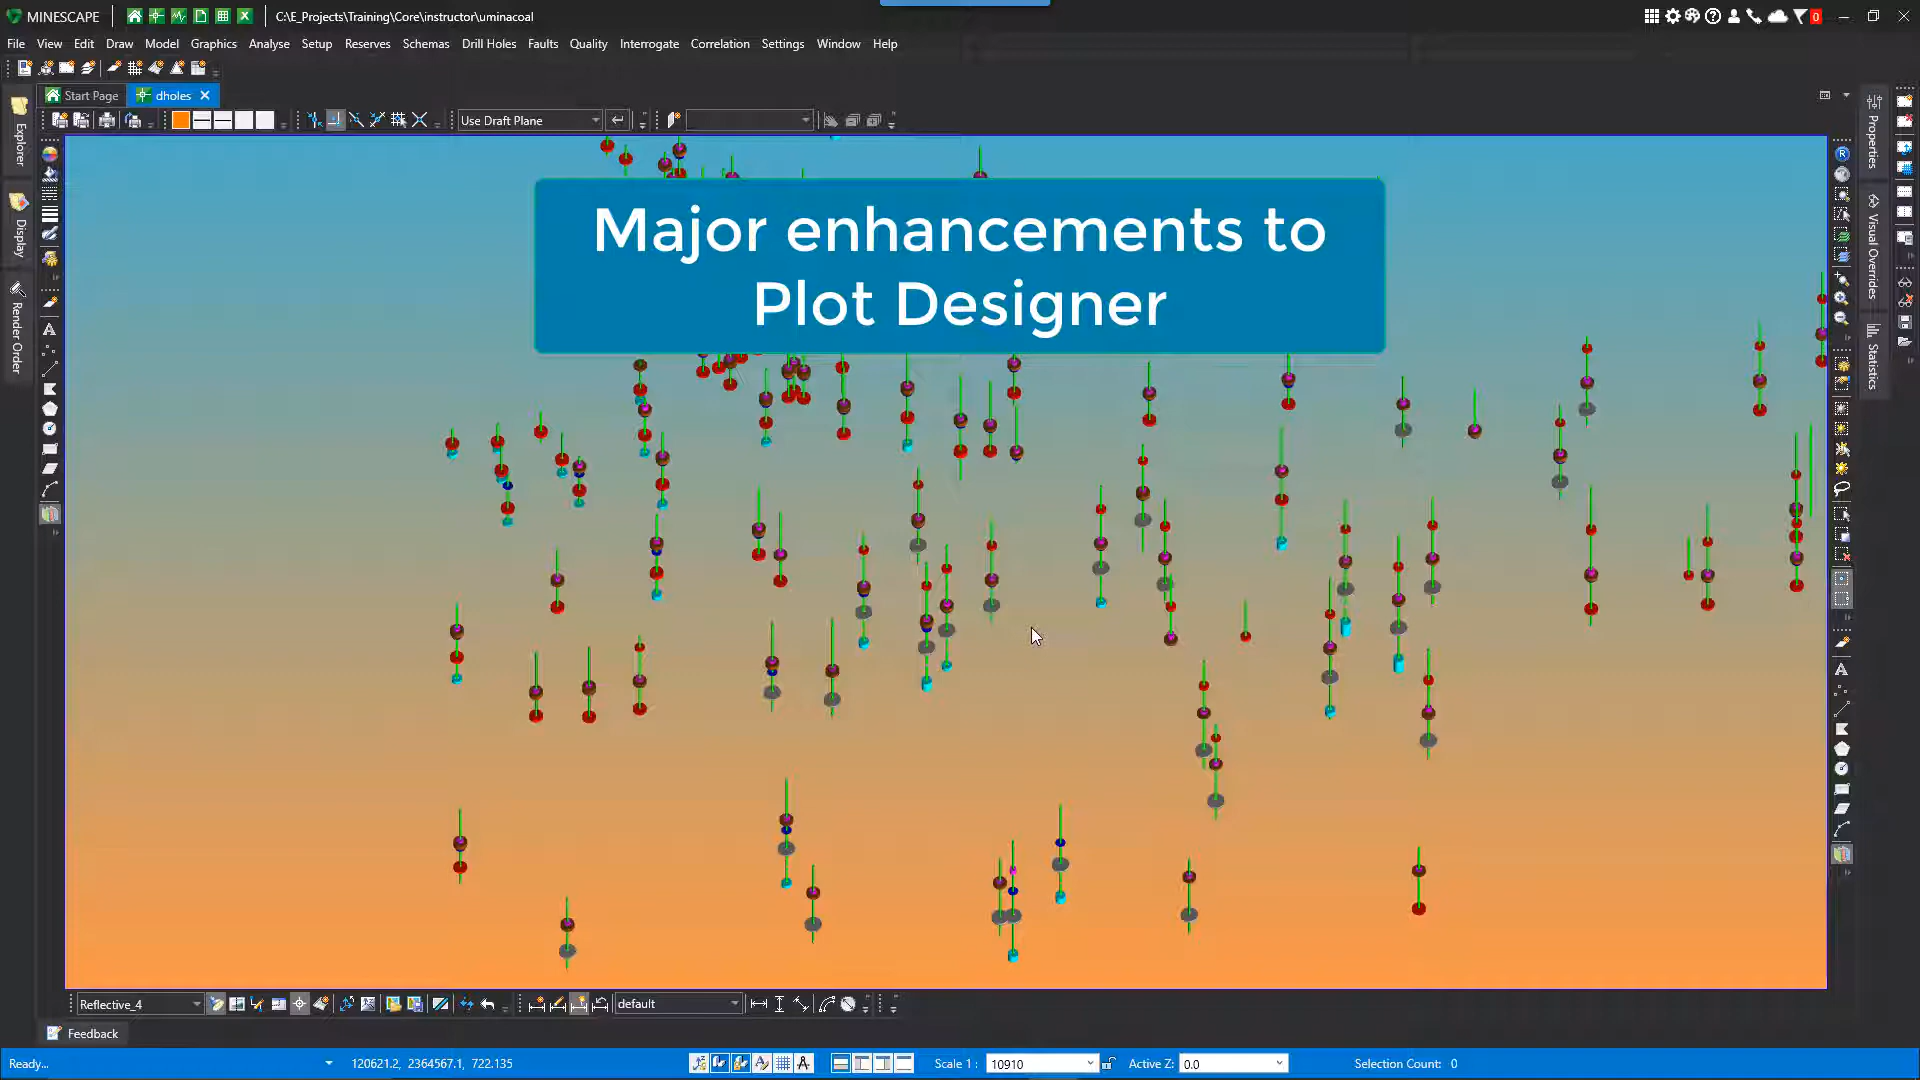 MINESCAPE
C:\E_Projects\Training\Core\instructor\uminacoal
0
File View Edit Draw Model Graphics Analyse Setup Reserves Schemas Drill Holes Faults Quality Interrogate Correlation Settings Window Help
Start Page
dholes
Use Draft Plane
Explorer
Display
Render Order
Major enhancements to
Plot Designer
Properties
Visual Overrides
Statistics
Reflective_4
default
Feedback
Ready...
120621.2, 2364567.1, 722.135
Scale 1 :
10910
Active Z:
0.0
Selection Count: 0